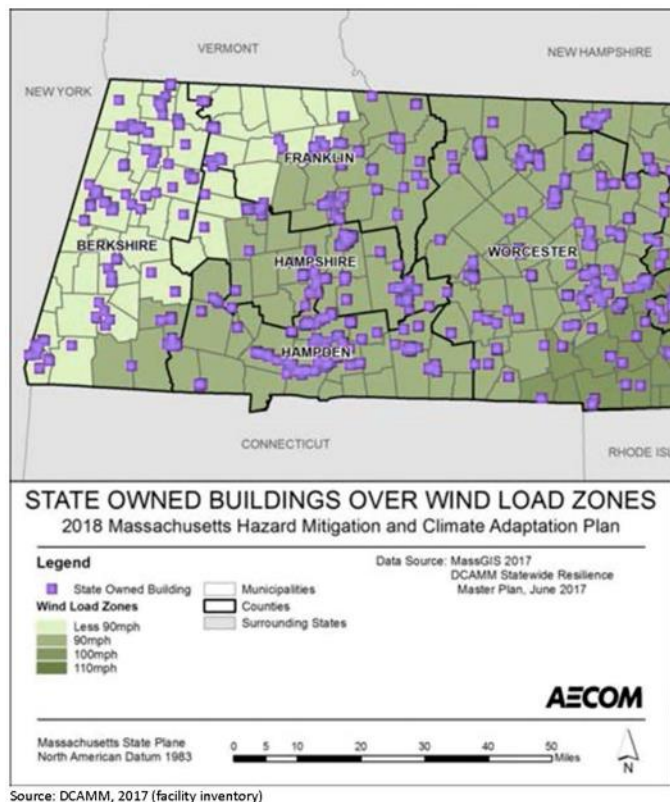 VERMONT
NEW HAMPSHIRE
NEW YORK
FRANKLIN
BERKSHIRE
HAMPSHIRE
WORCESTER
HAMPDEN
CONNECTICUT
RHODE ISL
STATE OWNED BUILDINGS OVER WIND LOAD ZONES
2018 Massachusetts Hazard Mitigation and Climate Adaptation Plan
Legend
State Owned Building
Wind Load Zones
Less 90mph
90mph
100mph
110mph
Municipalities
Counties
Surrounding States
Data Source: MassGIS 2017
DCAMM Statewide Resilience
Master Plan, June 2017
AECOM
Massachusetts State Plane
North American Datum 1983
0 5 10 20 30 40 50
Miles
N
Source: DCAMM, 2017 (facility inventory)